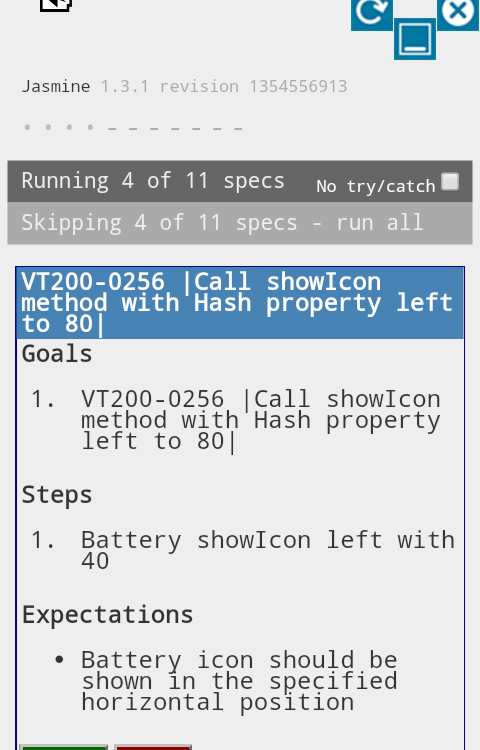 Jasmine 1.3.1 revision 1354556913
• • • • - - - - - - -
Running 4 of 11 specs
No try/catch
Skipping 4 of 11 specs - run all
VT200-0256 |Call showIcon
method with Hash property left
to 80|
Goals
1. VT200-0256 |Call showIcon
method with Hash property
left to 80|
Steps
1. Battery showIcon left with
40
Expectations
• Battery icon should be
shown in the specified
horizontal position